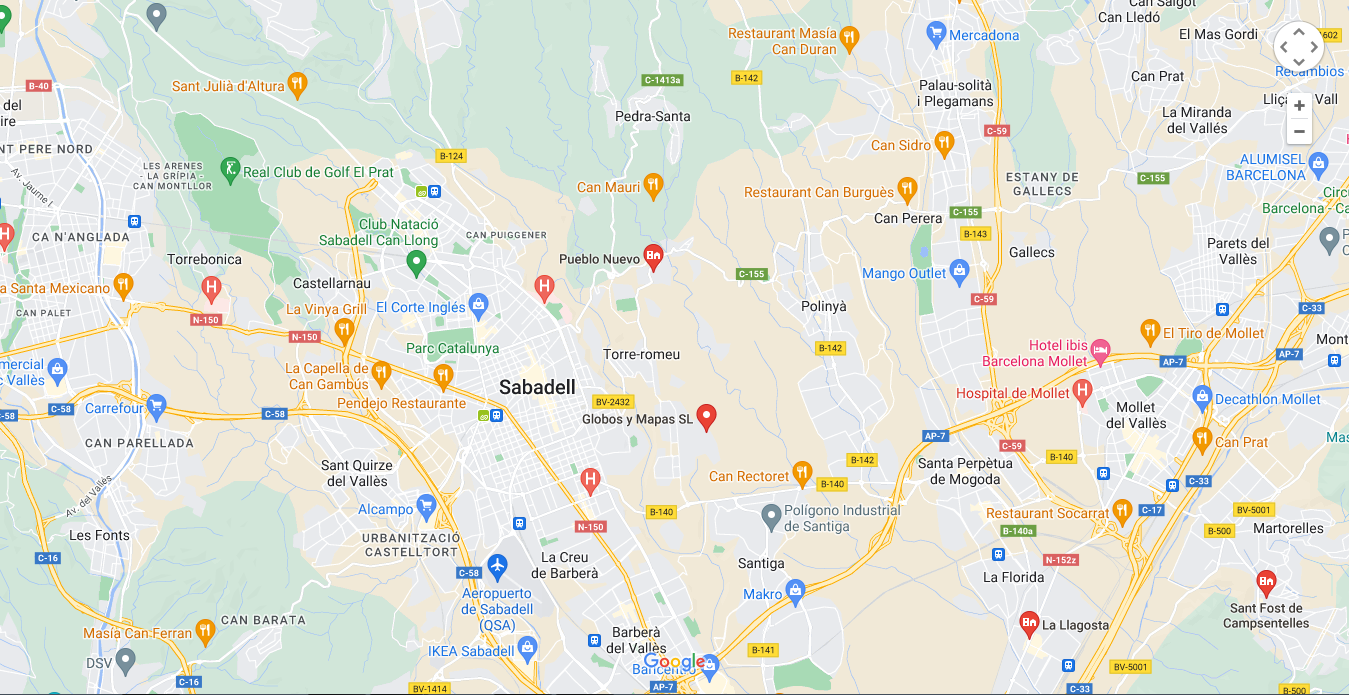 Can Salgot
Can Lledó
El Mas Gordi
602
Restaurant Masía
Can Duran
Mercadona
Recambios
B-40
Sant Julià d'Altura
C-1413a
B-142
Palau-solità
i Plegamans
Can Prat
+
−
del
ire
Pedra-Santa
La Miranda
del Vallés
C-59
NT PERE NORD
B-124
Can Sidro
ALUMISEL
BARCELONA
LES ARENES
- LA GRÍPIA -
CAN MONTLLOR
Real Club de Golf El Prat
Can Mauri
Restaurant Can Burguès
ESTANY DE
GALLECS
C-155
Av. Jaume I
Can Perera
C-155
Barcelona - Ca
Club Natació
Sabadell Can Llong
CAN PUIGGENER
B-143
CA N'ANGLADA
Torrebonica
Pueblo Nuevo
Gallecs
Parets del
Vallès
H
Castellarnau
C-155
Mango Outlet
a Santa Mexicano
H
H
C-59
C-33
CAN PALET
N-150
La Vinya Grill
El Corte Inglés
Polinyà
El Tiro de Mollet
Mont
N-150
Parc Catalunya
Torre-romeu
B-142
Hotel ibis
Barcelona Mollet
AP-7
AP-7
mercial
c Vallès
La Capella de
Can Gambús
Sabadell
Hospital de Mollet
H
Decathlon Mollet
C-58
C-58
Carrefour
C-58
Pendejo Restaurante
BV-2432
Globos y Mapas SL
Mollet
del Vallès
CAN PARELLADA
AP-7
C-59
Can Prat
Mas
Sant Quirze
del Vallès
H
Can Rectoret
B-142
B-140
B-140
Santa Perpètua
de Mogoda
C-33
Av. del Vallès
Alcampo
B-140
Polígono Industrial
de Santiga
Restaurant Socarrat
C-17
BV-5001
Les Fonts
URBANITZACIÓ
CASTELLTORT
N-150
B-140a
B-500
Martorelles
C-16
La Creu
de Barberà
Santiga
N-152z
C-58
La Florida
Aeropuerto
de Sabadell
(QSA)
Makro
Sant Fost de
Campsentelles
CAN BARATA
Masía Can Ferran
Barberà
del Vallès
La Llagosta
IKEA Sabadell
B-141
DSV
Google
BV-5001
C-16
BV-1414
AP-7
C-33
B-500